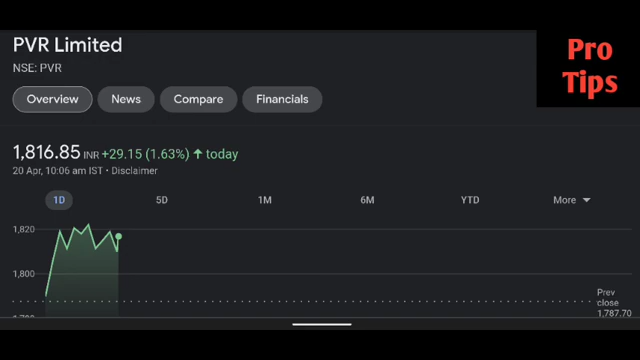 PVR Limited
Pro
Tips
NSE: PVR
Overview
News
Compare
Financials
1,816.85 INR +29.15 (1.63%) ↑ today
20 Apr, 10:06 am IST • Disclaimer
1D 5D 1M 6M YTD More
1,820
1,800
Prev
close
1,787.70